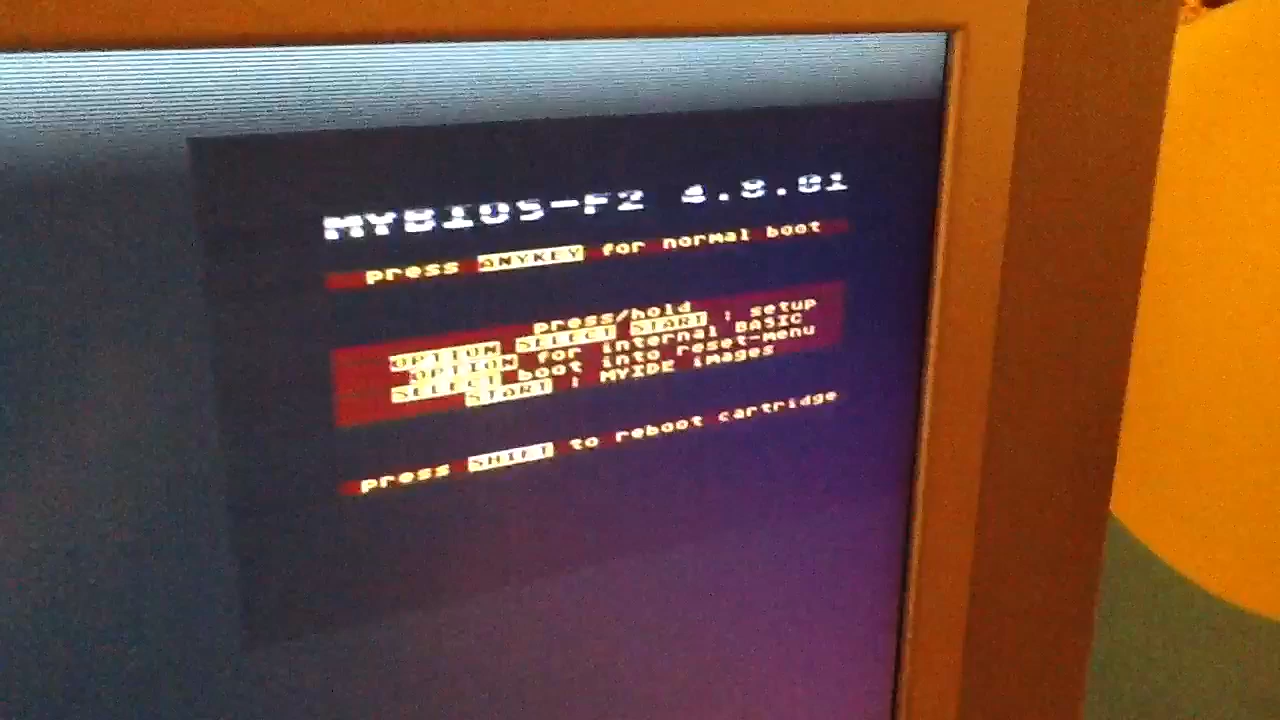 MYBIOS-F2 4.8.01
press ANYKEY for normal boot
press/hold
OPTION SELECT START : setup
OPTION for internal BASIC
SELECT boot into reset-menu
START : MYIDE images
press SHIFT to reboot cartridge